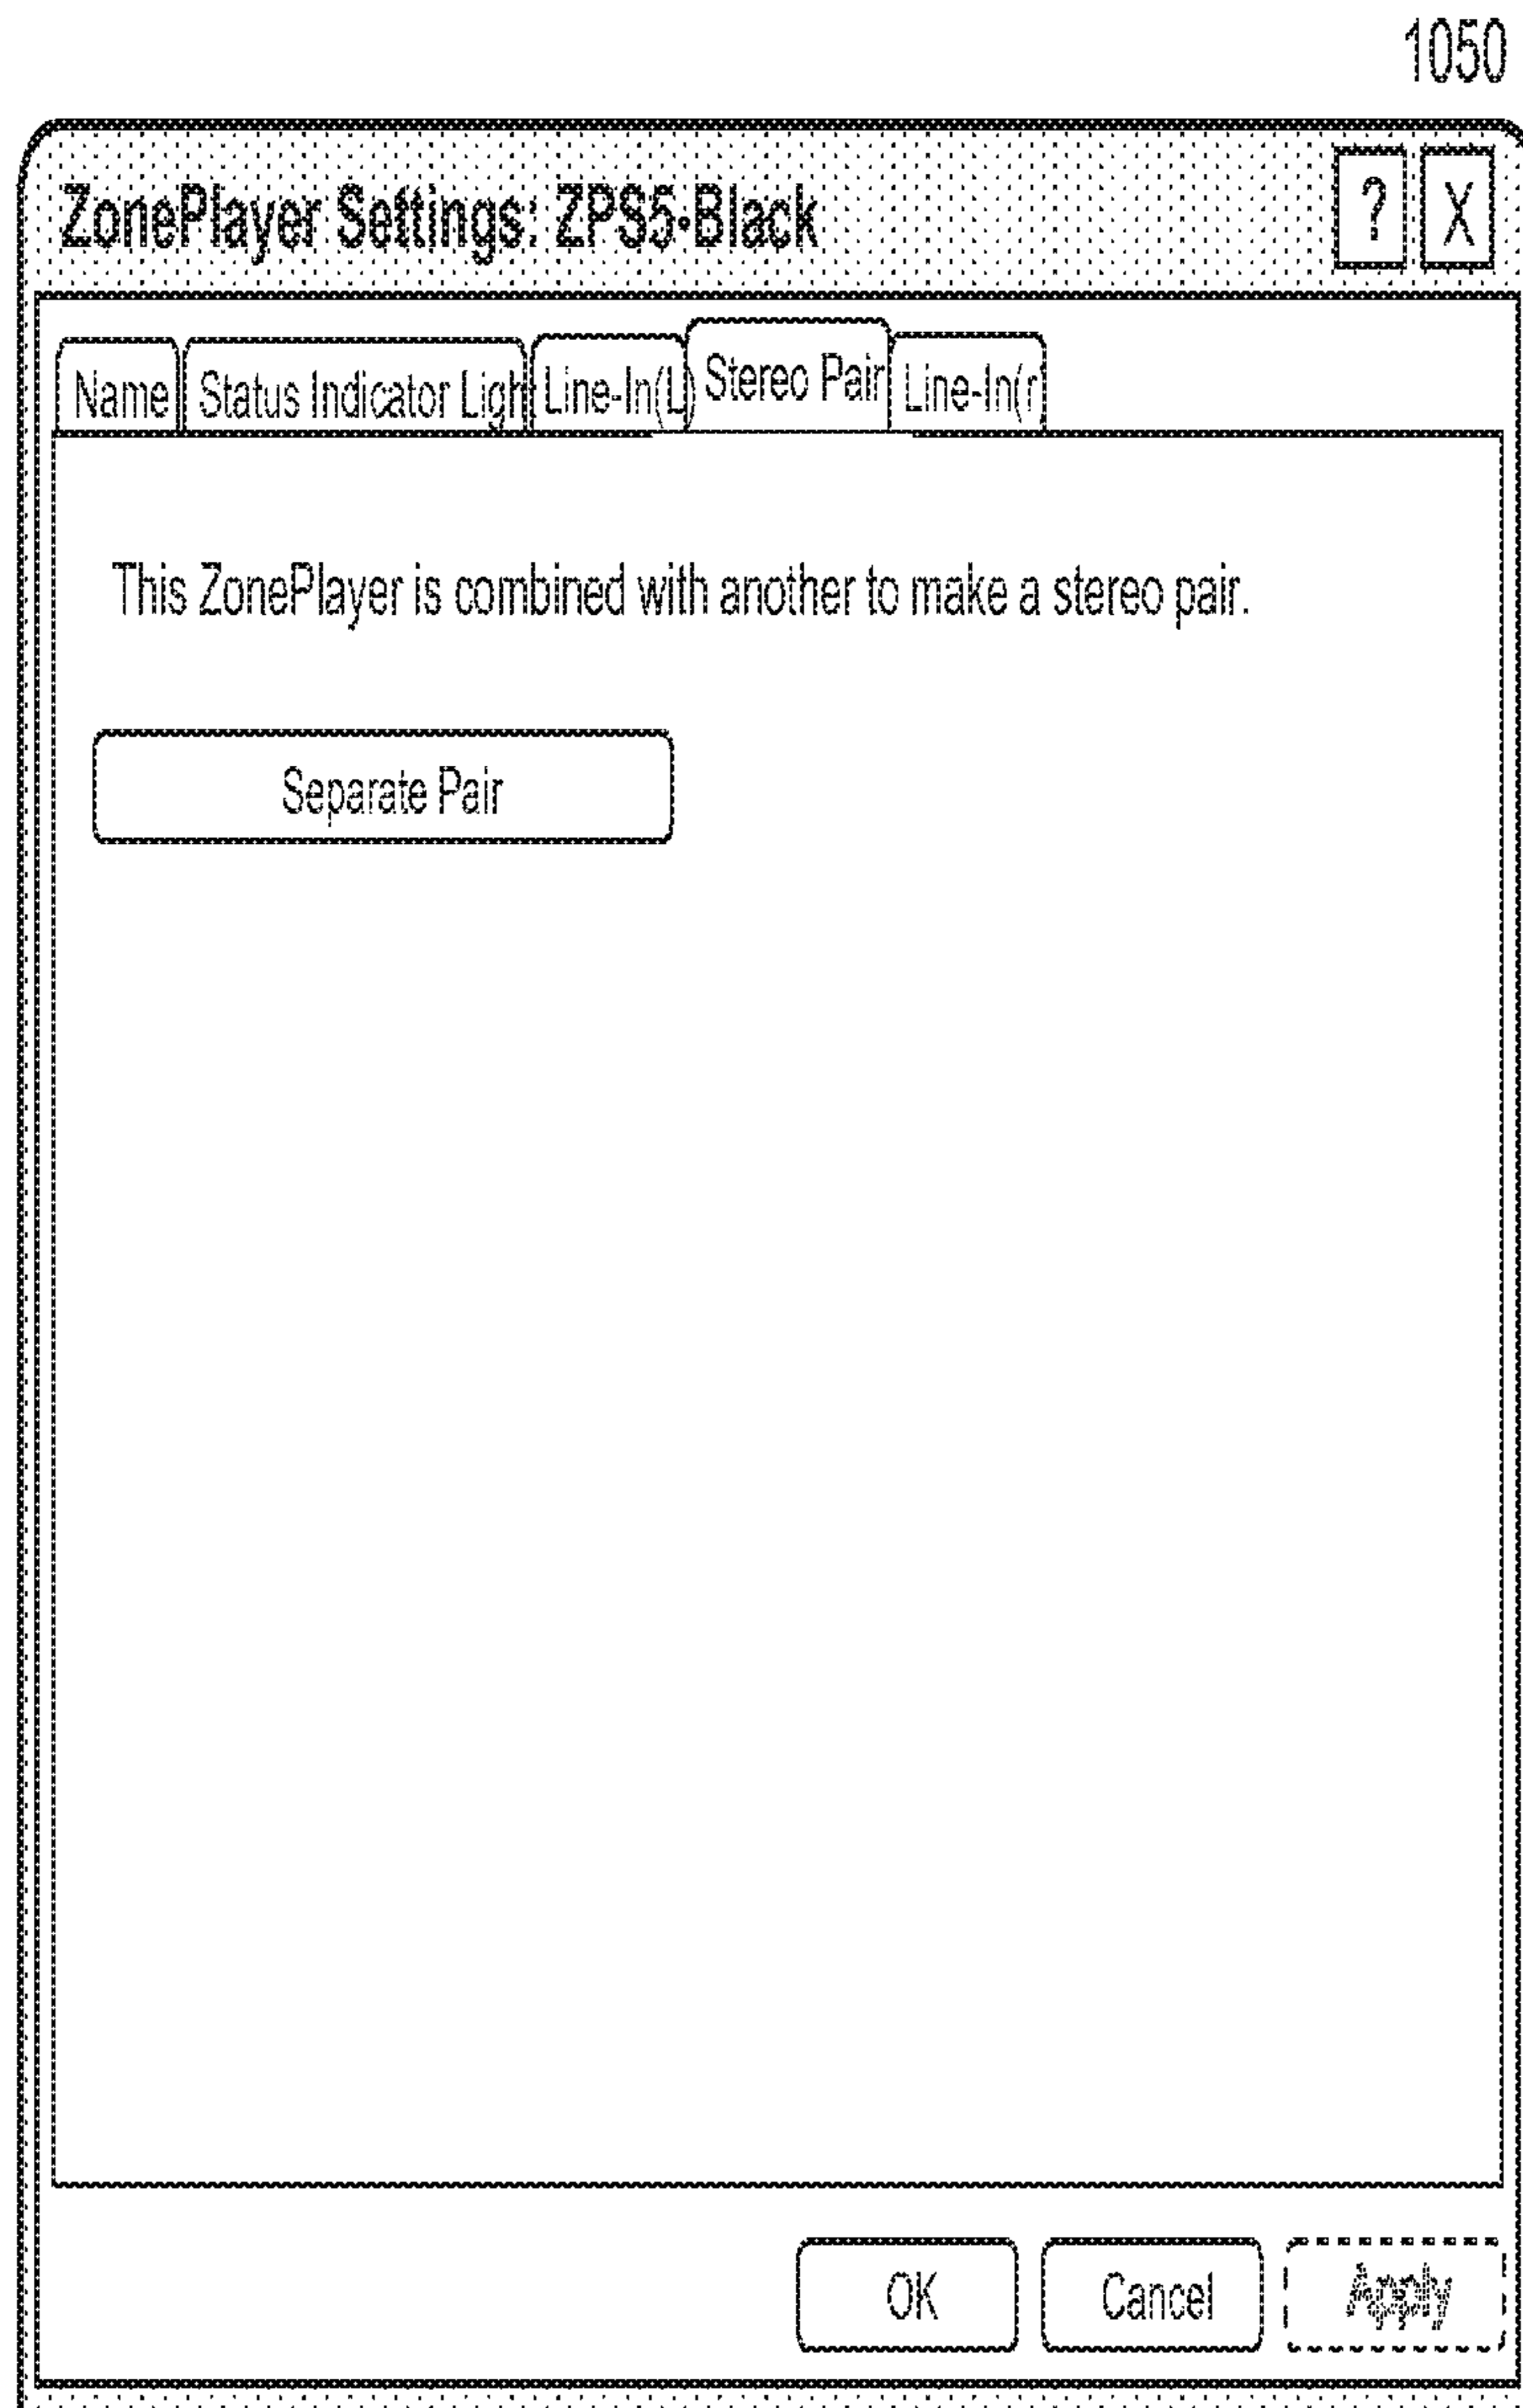 1050
ZonePlayer Settings: ZPS5-Black ? X
Name Status Indicator Ligh Line-In(L) Stereo Pair Line-In(r
This ZonePlayer is combined with another to make a stereo pair.
Separate Pair
OK Cancel Apply